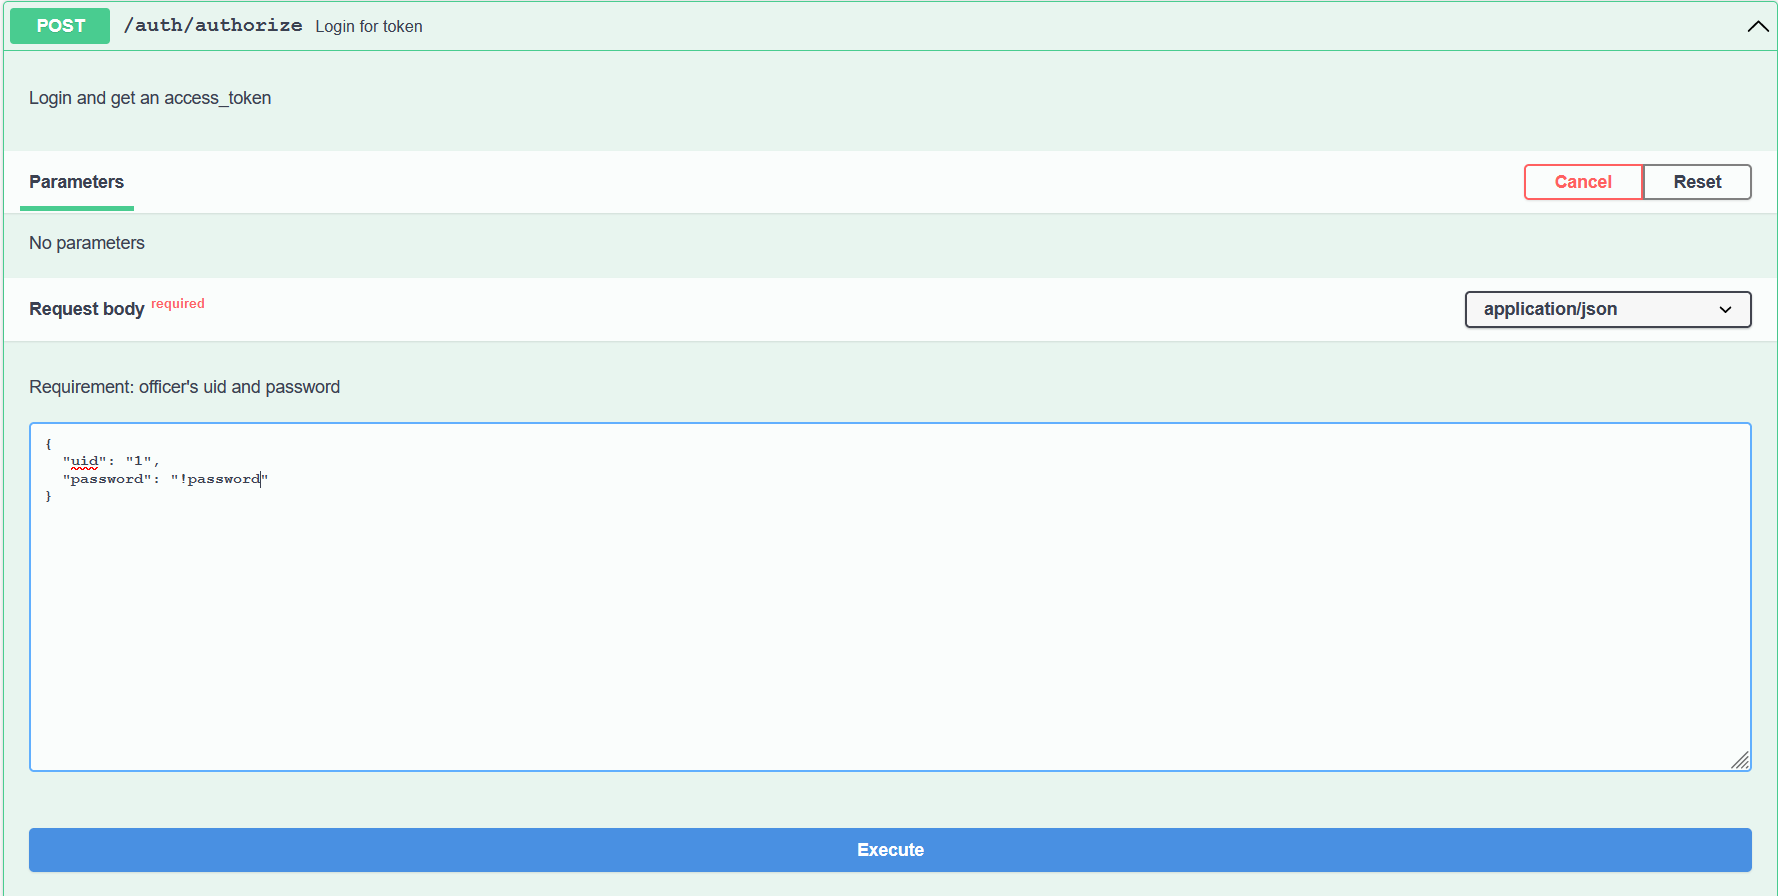 POST /auth/authorize Login for token
Login and get an access_token
Parameters Cancel Reset
No parameters
Request body required application/json
Requirement: officer's uid and password
{
  "uid": "1",
  "password": "!password"
}
Execute